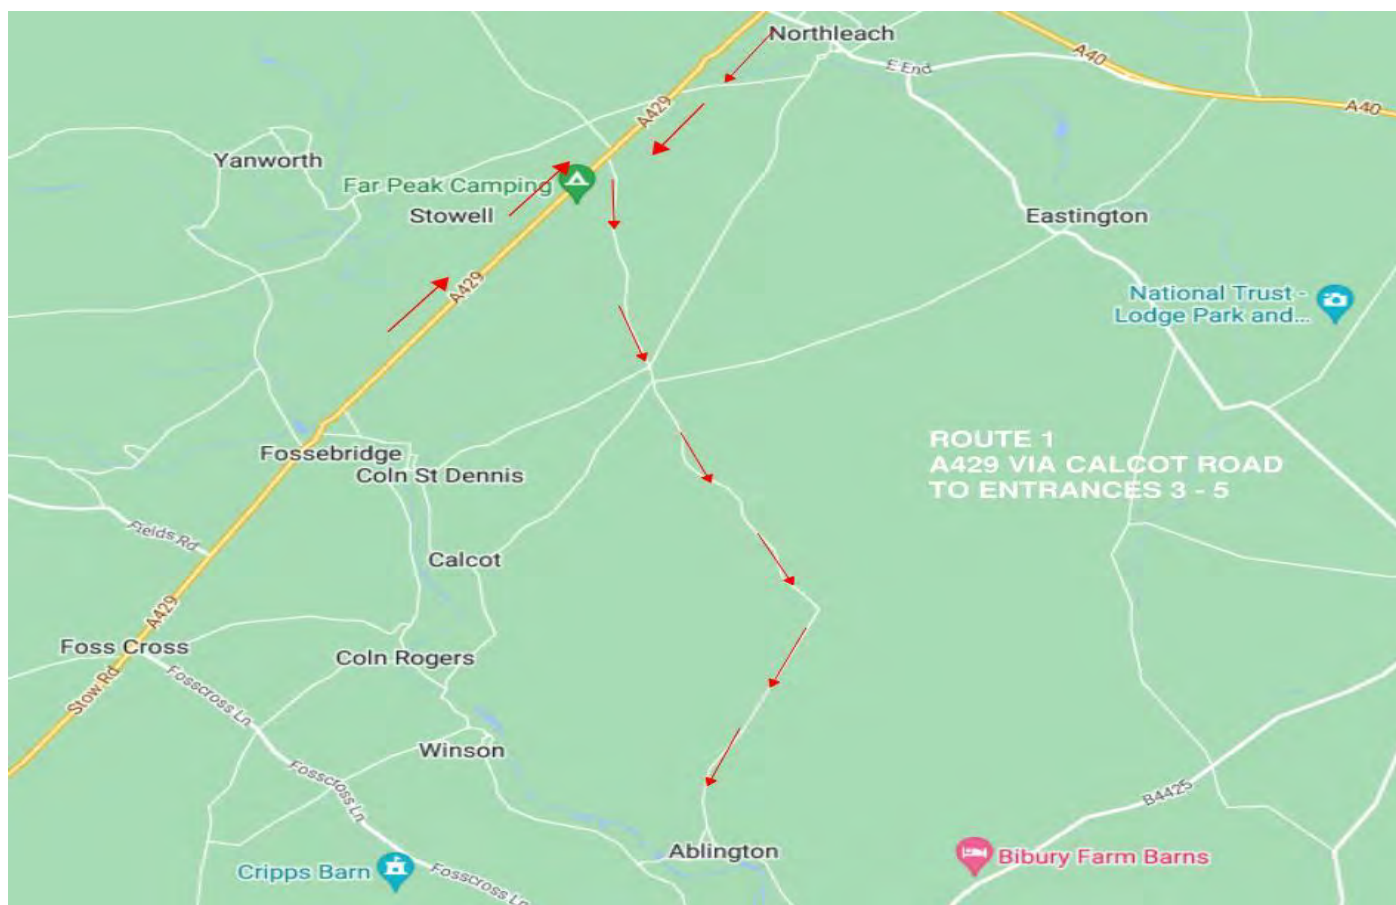 Northleach
A40
E End
A40
A429
Yanworth
Far Peak Camping
Stowell
Eastington
A429
National Trust -
Lodge Park and...
ROUTE 1
A429 VIA CALCOT ROAD
TO ENTRANCES 3 - 5
Fossebridge
Coln St Dennis
Fields Rd
Calcot
A429
Foss Cross
Coln Rogers
Stow Rd
Fosscross Ln
Winson
Fosscross Ln
B4425
Ablington
Bibury Farm Barns
Cripps Barn
Fosscross Ln